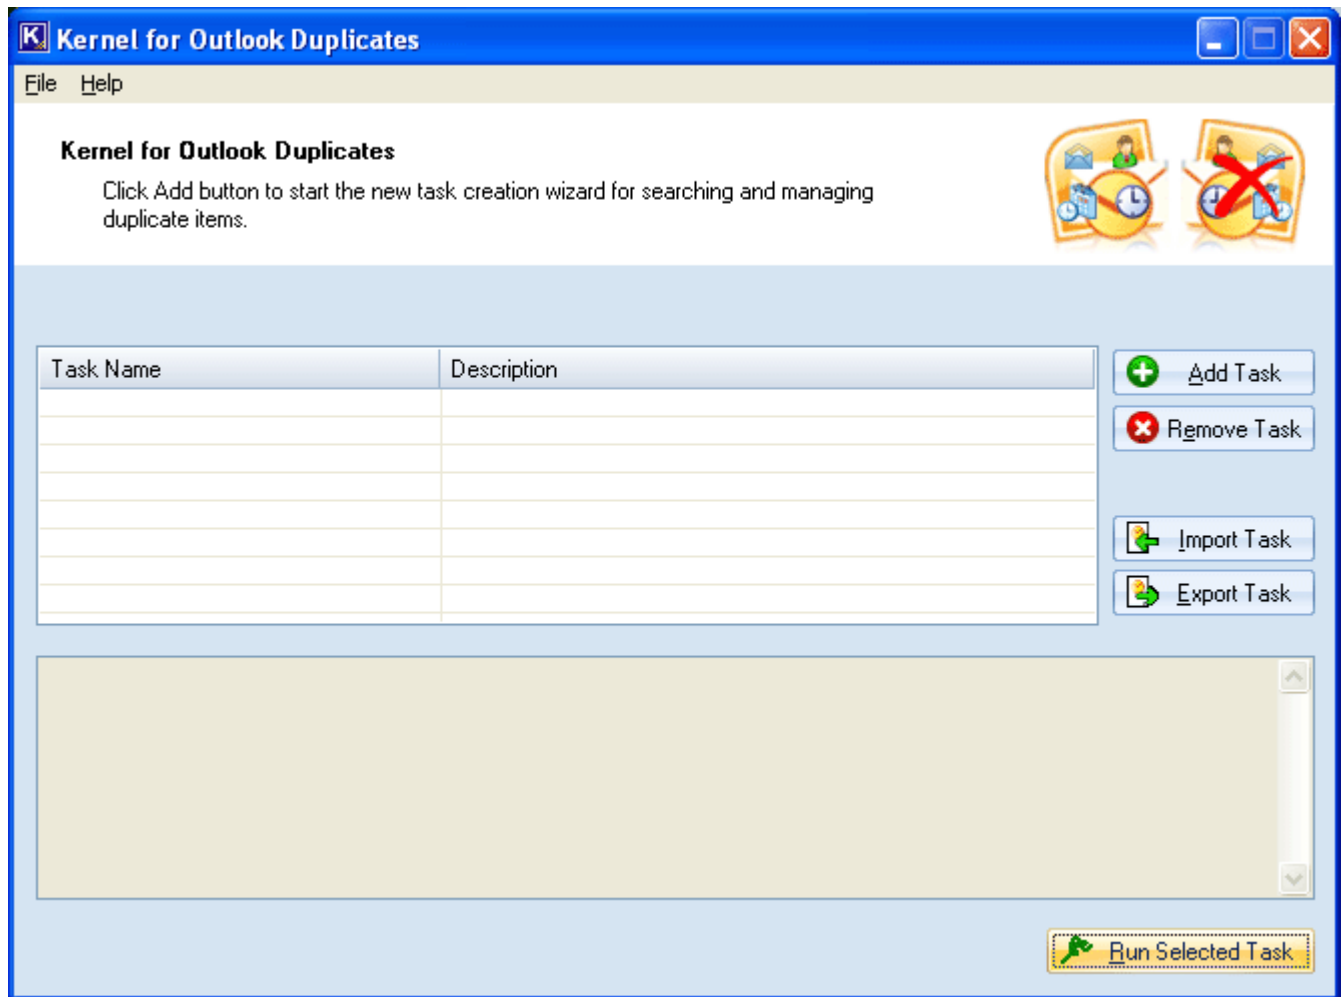 Kernel for Outlook Duplicates
File Help
Kernel for Outlook Duplicates
Click Add button to start the new task creation wizard for searching and managing
duplicate items.
Task Name Description
Add Task
Remove Task
Import Task
Export Task
Run Selected Task